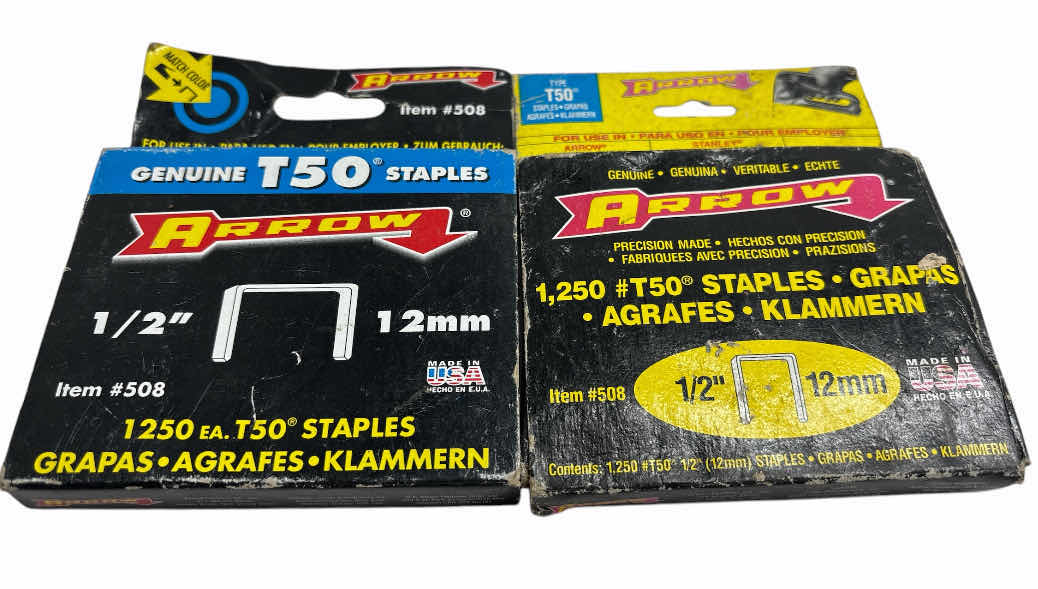 MATCH COLOR
ARROW
Item #508
FOR USE IN • PARA USO EN • POUR EMPLOYER • ZUM GEBRAUCH:
GENUINE T50® STAPLES
ARROW®
1/2" 12mm
Item #508
MADE IN
USA
HECHO EN E.U.A.
1250 EA. T50® STAPLES
GRAPAS • AGRAFES • KLAMMERN
ARROW
TYPE
T50®
STAPLES • GRAPAS
AGRAFES • KLAMMERN
ARROW
FOR USE IN • PARA USO EN • POUR EMPLOYER
ARROW® STANLEY®
GENUINE • GENUINA • VERITABLE • ECHTE
ARROW®
PRECISION MADE • HECHOS CON PRECISION
• FABRIQUEES AVEC PRECISION • PRAZISIONS
1,250 #T50® STAPLES • GRAPAS
• AGRAFES • KLAMMERN
Item #508
1/2" 12mm
MADE IN
USA
HECHO EN E.U.A.
Contents: 1,250 #T50® 1/2" (12mm) STAPLES • GRAPAS • AGRAFES • KLAMMERN